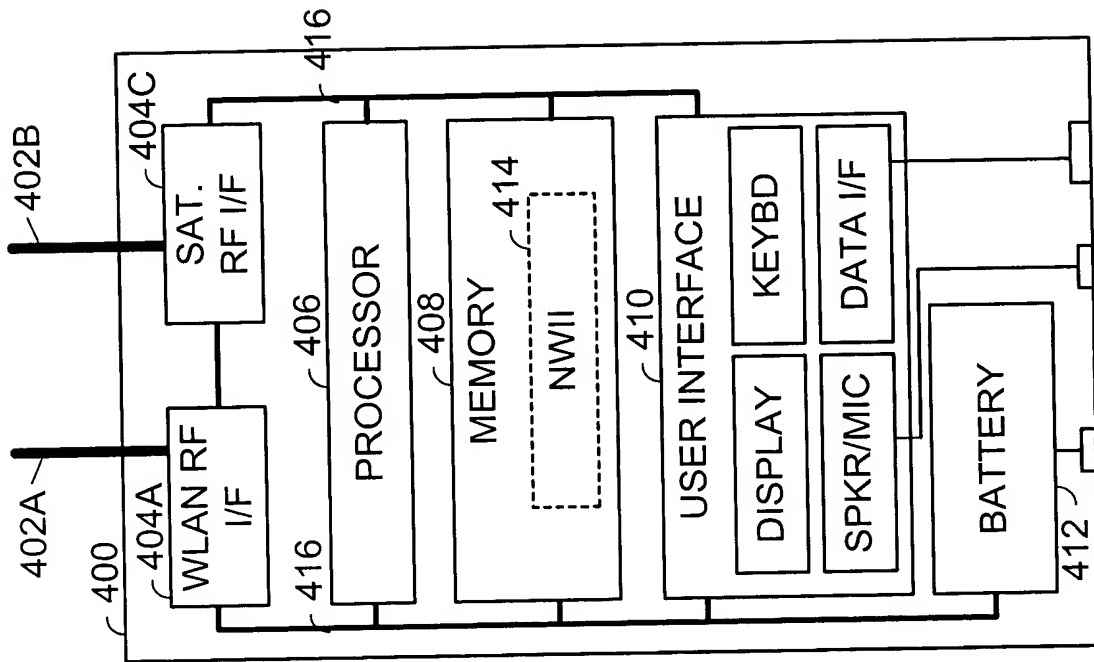 400
402A
402B
404A
WLAN RF
I/F
404C
SAT.
RF I/F
416
416
406
PROCESSOR
408
MEMORY
414
NWII
410
USER INTERFACE
DISPLAY
KEYBD
SPKR/MIC
DATA I/F
BATTERY
412